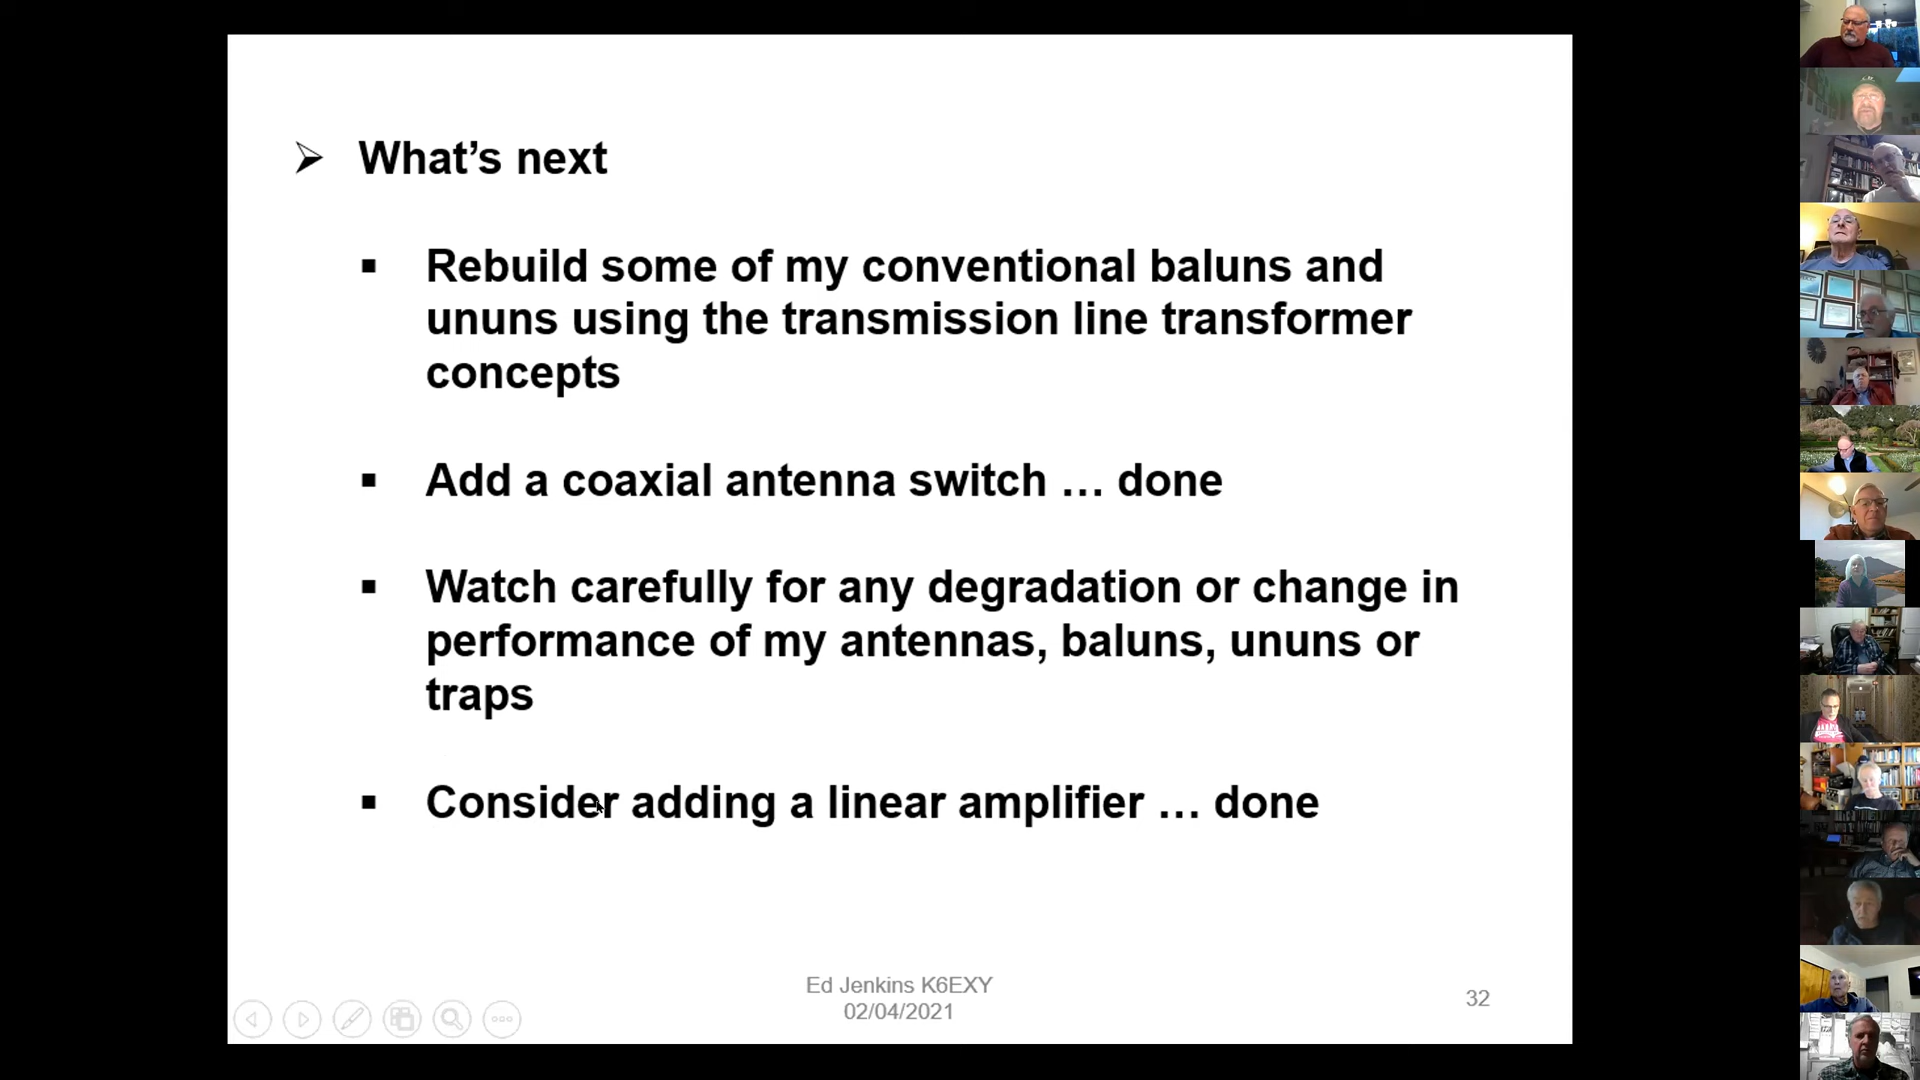 What’s next
Rebuild some of my conventional baluns and
ununs using the transmission line transformer
concepts
Add a coaxial antenna switch … done
Watch carefully for any degradation or change in
performance of my antennas, baluns, ununs or
traps
Consider adding a linear amplifier … done
Ed Jenkins K6EXY
02/04/2021
32